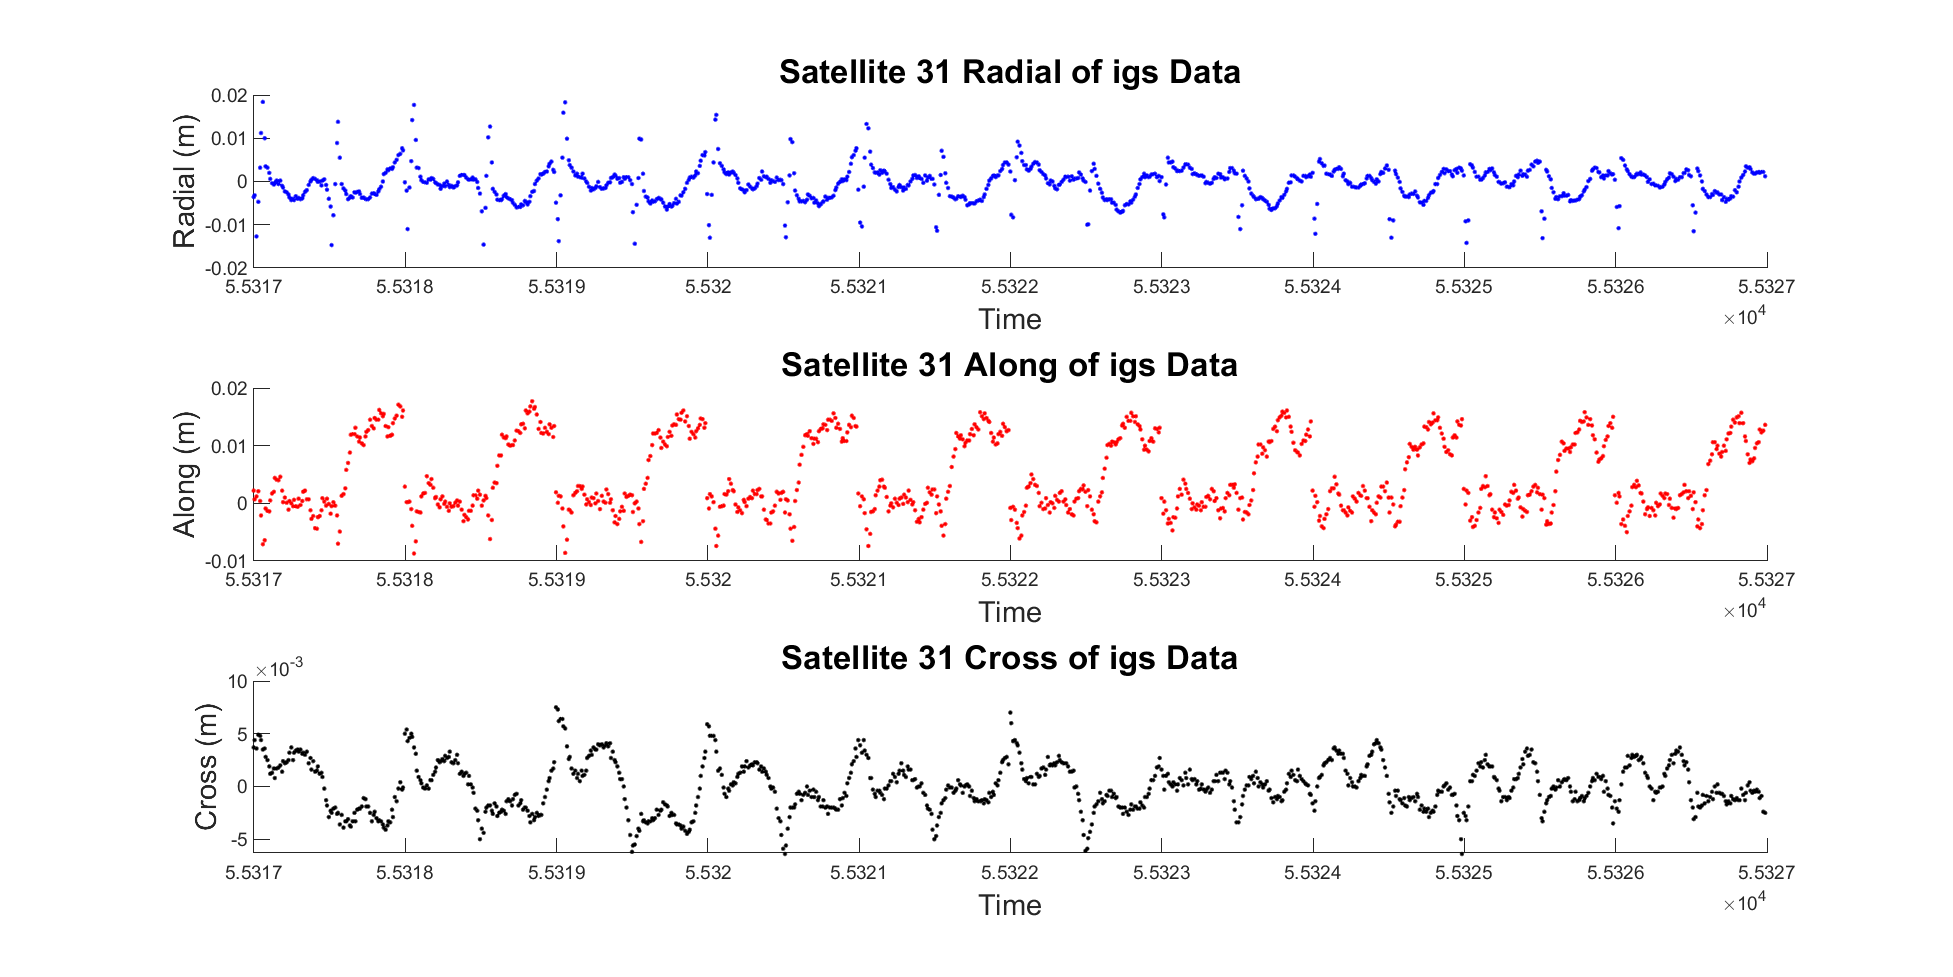 Satellite 31 Radial of igs Data
0.02
0.01
0
-0.01
-0.02
Radial (m)
5.5317 5.5318 5.5319 5.532 5.5321 5.5322 5.5323 5.5324 5.5325 5.5326 5.5327
Time
×10^4
Satellite 31 Along of igs Data
0.02
0.01
0
-0.01
Along (m)
5.5317 5.5318 5.5319 5.532 5.5321 5.5322 5.5323 5.5324 5.5325 5.5326 5.5327
Time
×10^4
Satellite 31 Cross of igs Data
×10^-3
10
5
0
-5
Cross (m)
5.5317 5.5318 5.5319 5.532 5.5321 5.5322 5.5323 5.5324 5.5325 5.5326 5.5327
Time
×10^4